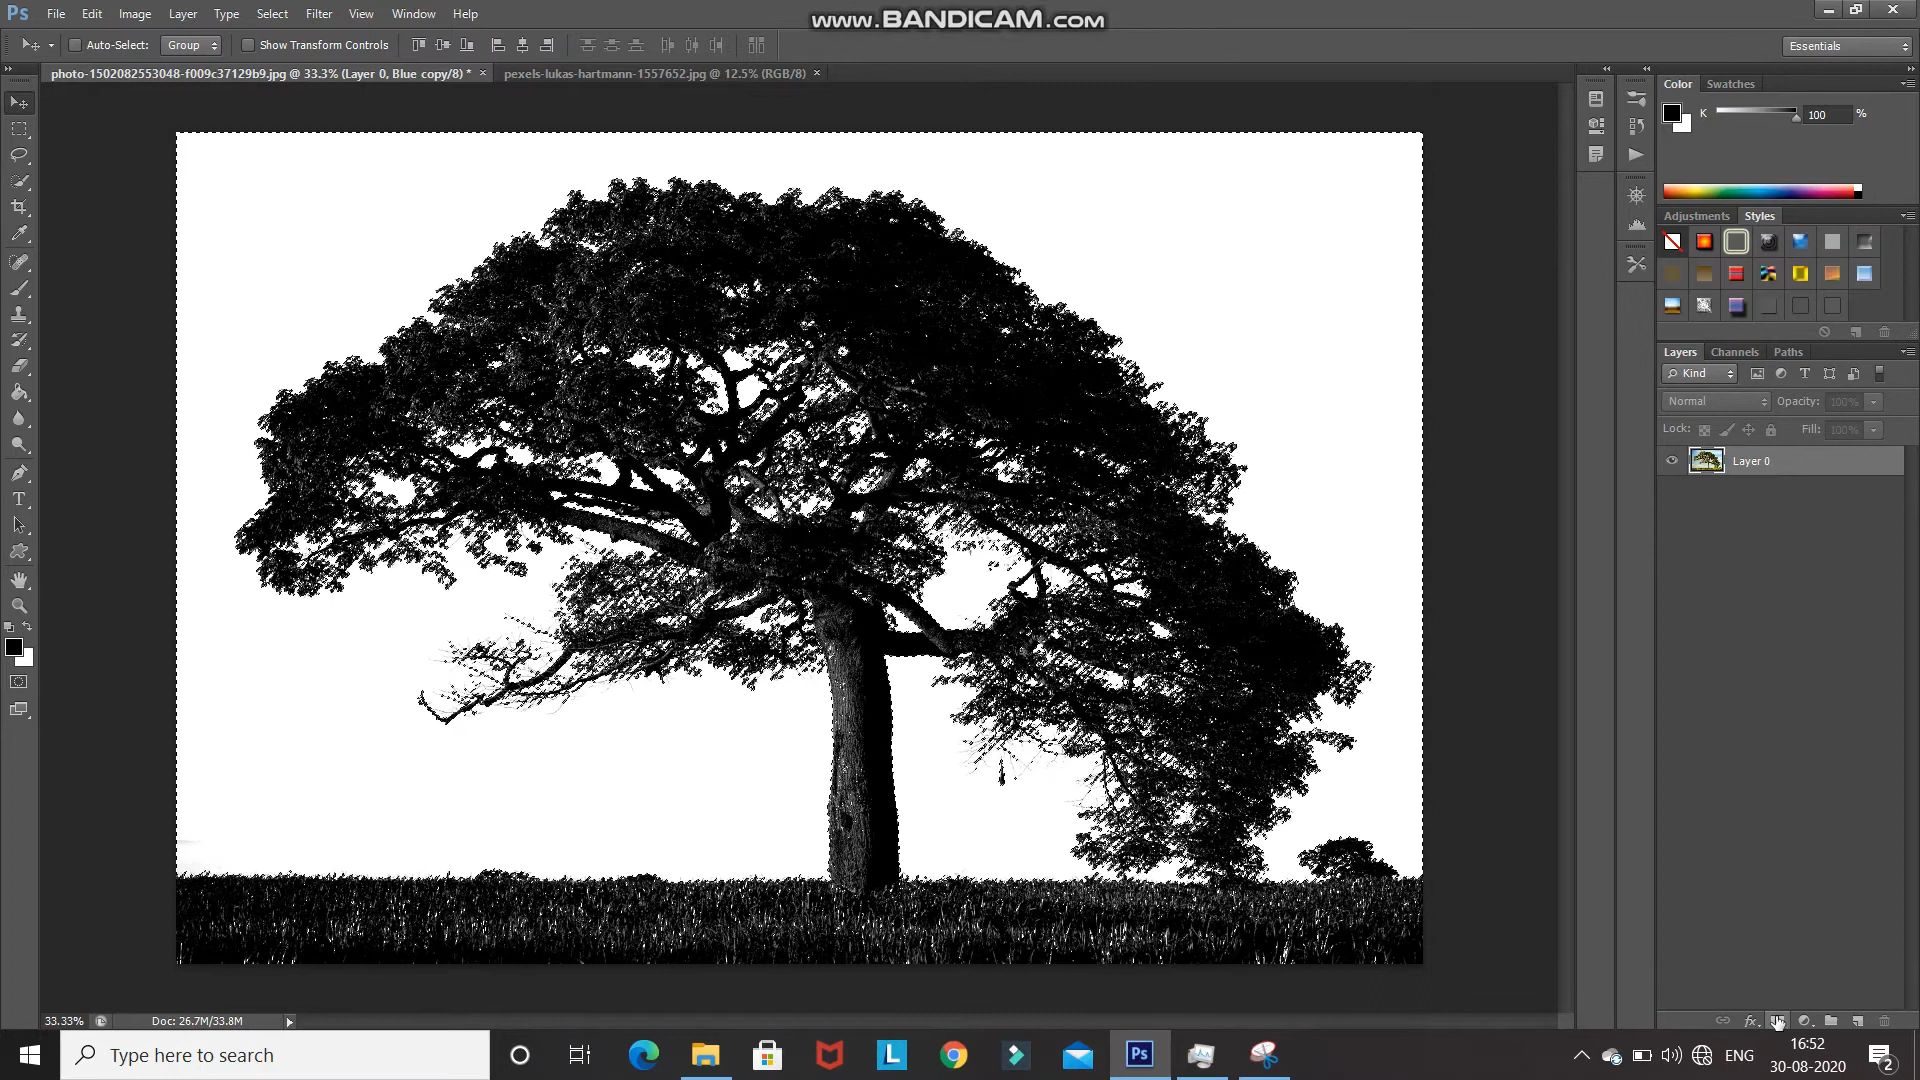 Ps File Edit Image Layer Type Select Filter View Window Help
www.BANDICAM.com
Auto-Select: Group Show Transform Controls Essentials
photo-1502082553048-f009c37129b9.jpg @ 33.3% (Layer 0, Blue copy/8) * × pexels-lukas-hartmann-1557652.jpg @ 12.5% (RGB/8) ×
Color Swatches
K 100 %
Adjustments Styles
Layers Channels Paths
Kind
Normal Opacity: 100%
Lock: Fill: 100%
Layer 0
33.33% Doc: 26.7M/33.8M
Type here to search
ENG
16:52
30-08-2020
2